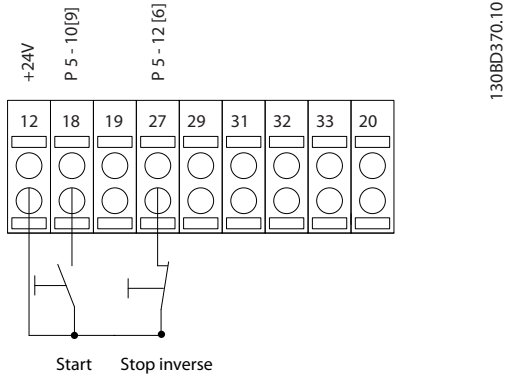 +24V
P 5 - 10[9]
P 5 - 12 [6]
130BD370.10
12 18 19 27 29 31 32 33 20
Start Stop inverse